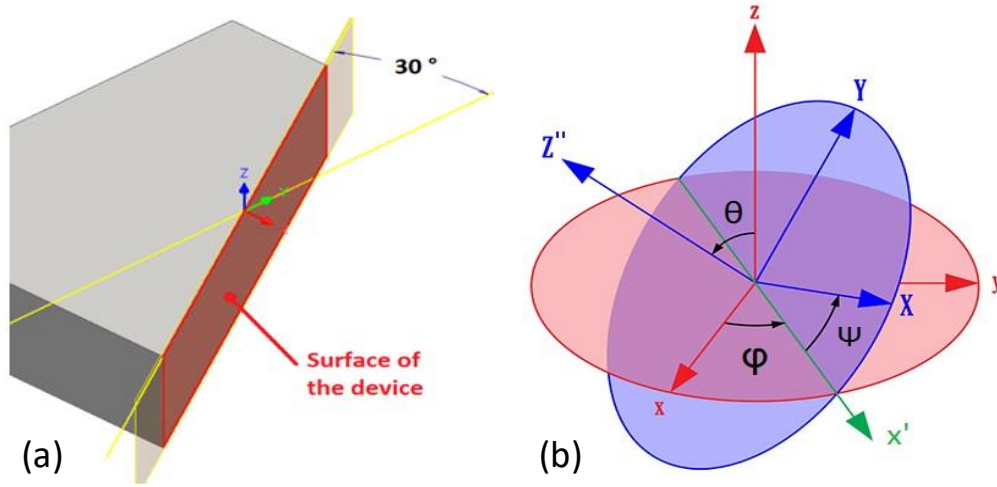 30 °
z
Y
x
Surface of
the device
(a)
z
Y
Z''
θ
y
X
ψ
φ
x
x'
(b)